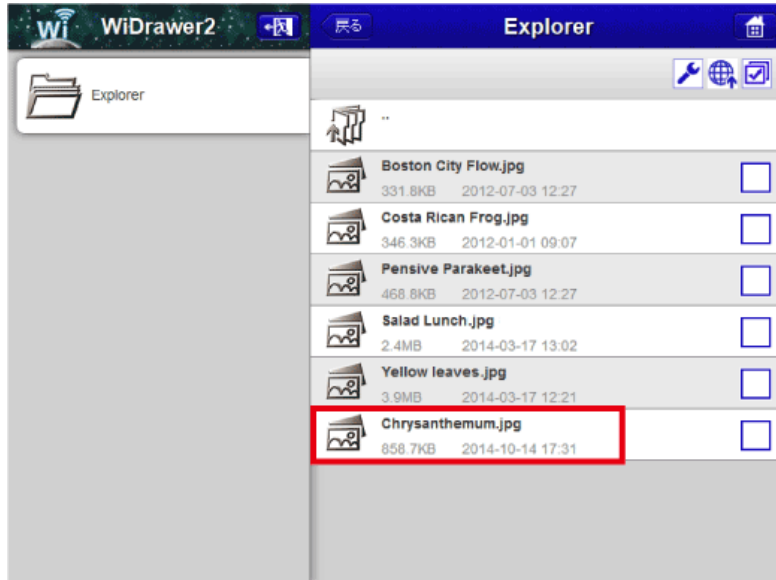 Wi
WiDrawer2
Explorer
戻る
Explorer
..
Boston City Flow.jpg
331.8KB 2012-07-03 12:27
Costa Rican Frog.jpg
346.3KB 2012-01-01 09:07
Pensive Parakeet.jpg
468.8KB 2012-07-03 12:27
Salad Lunch.jpg
2.4MB 2014-03-17 13:02
Yellow leaves.jpg
3.9MB 2014-03-17 12:21
Chrysanthemum.jpg
858.7KB 2014-10-14 17:31